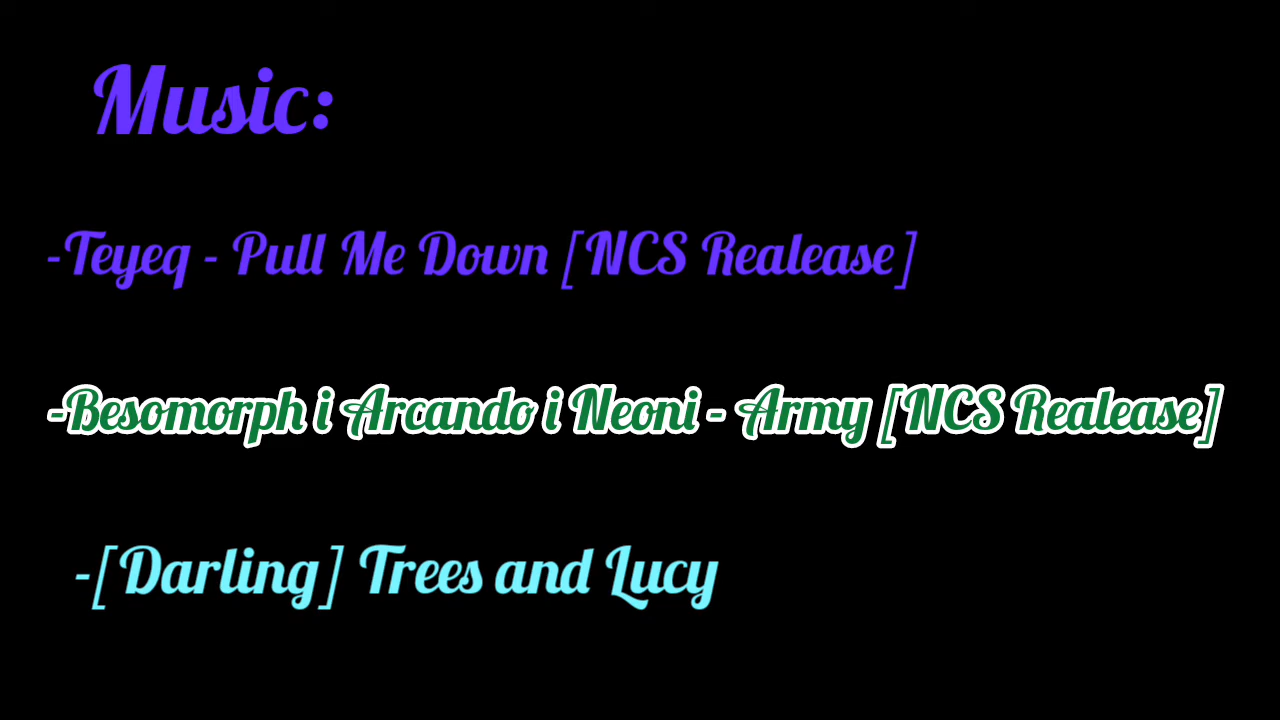 Music:
-Teyeq - Pull Me Down [NCS Realease]
-Besomorph i Arcando i Neoni - Army [NCS Realease]
-[Darling] Trees and Lucy